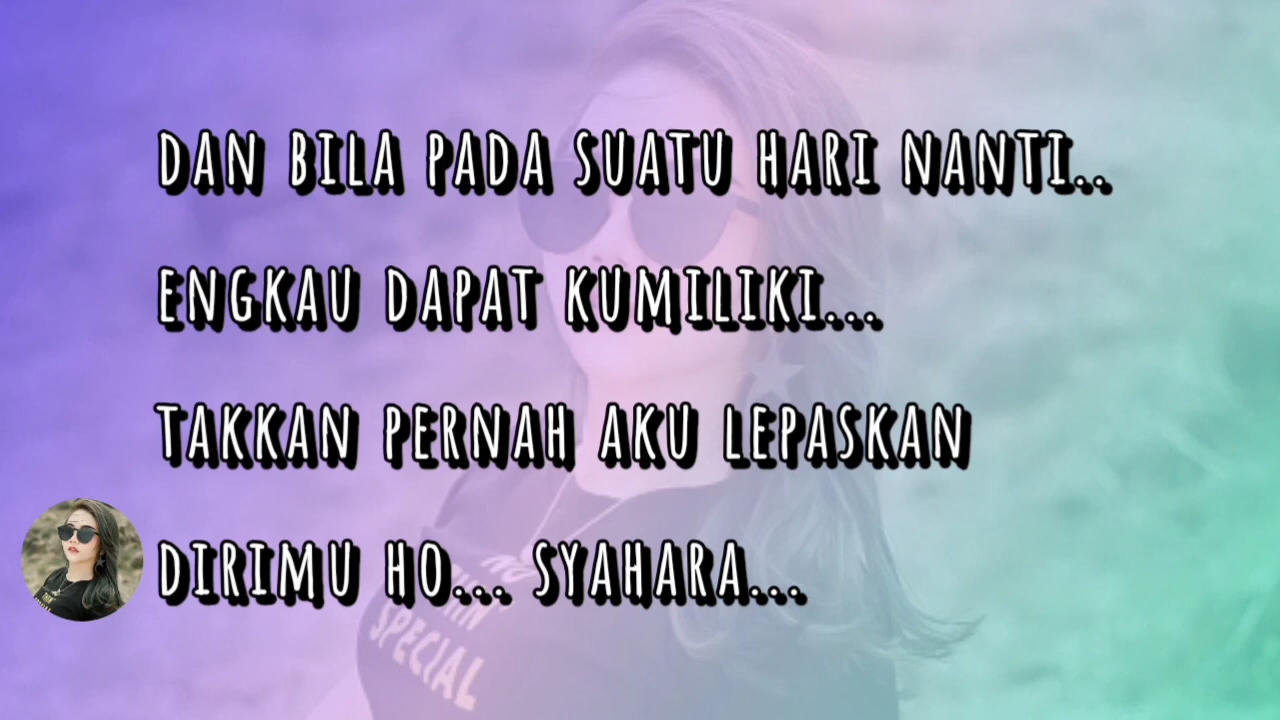 DAN BILA PADA SUATU HARI NANTI..
ENGKAU DAPAT KUMILIKI...
TAKKAN PERNAH AKU LEPASKAN
DIRIMU HO... SYAHARA...
SPECIAL